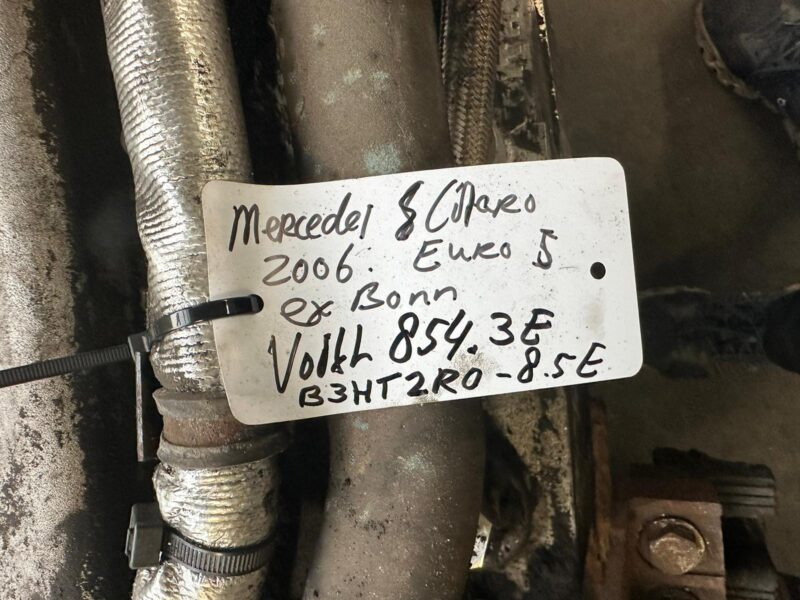 Mercedes Citaro
2006. Euro 5
ex Bonn
Voith 854.3E
B3HT2R0-8.5E